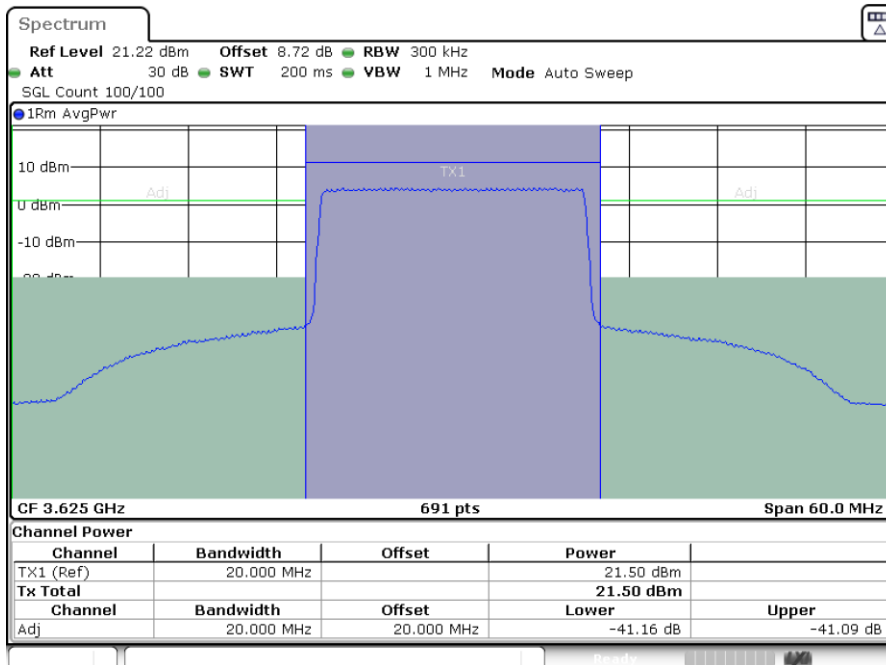 Spectrum
Ref Level 21.22 dBm Offset 8.72 dB RBW 300 kHz
Att 30 dB SWT 200 ms VBW 1 MHz Mode Auto Sweep
SGL Count 100/100
1Rm AvgPwr
10 dBm
TX1
Adj Adj
0 dBm
-10 dBm
-20 dBm
CF 3.625 GHz 691 pts Span 60.0 MHz
Channel Power
Channel Bandwidth Offset Power
TX1 (Ref) 20.000 MHz 21.50 dBm
Tx Total 21.50 dBm
Channel Bandwidth Offset Lower Upper
Adj 20.000 MHz 20.000 MHz -41.16 dB -41.09 dB
Ready